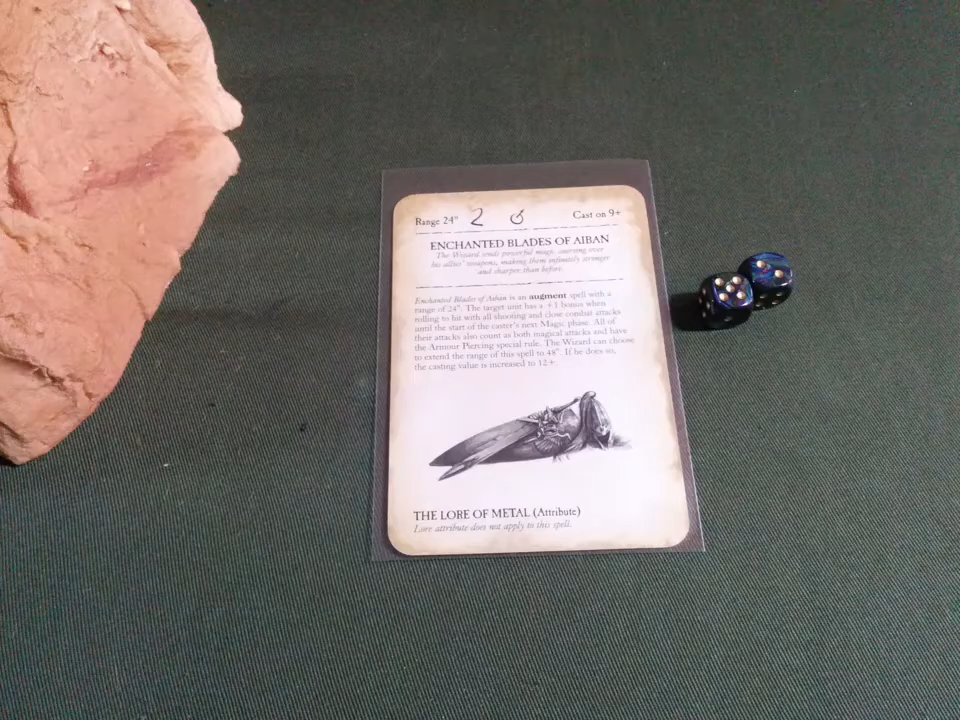 Range 24" 2 Cast on 9+
ENCHANTED BLADES OF AIBAN
The Wizard sends powerful magic coursing over
his allies' weapons, making them infinitely stronger
and sharper than before.
Enchanted Blades of Aiban is an augment spell with a
range of 24". The target unit has a +1 bonus when
rolling to hit with all shooting and close combat attacks
until the start of the caster's next Magic phase. All of
their attacks also count as both magical attacks and have
the Armour Piercing special rule. The Wizard can choose
to extend the range of this spell to 48". If he does so,
the casting value is increased to 12+.
THE LORE OF METAL (Attribute)
Lore attribute does not apply to this spell.